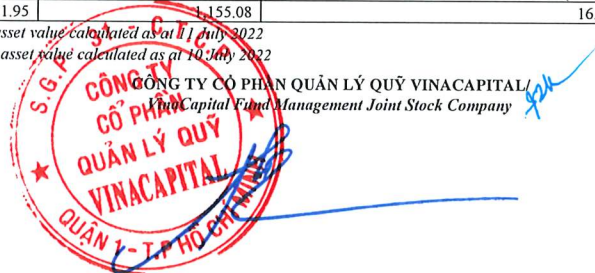 1.95 1,155.08 16
asset value calculated as at 11 July 2022
asset value calculated as at 10 July 2022
CÔNG TY CỔ PHẦN QUẢN LÝ QUỸ VINACAPITAL/
VinaCapital Fund Management Joint Stock Company
S.G.P 31 - C.T.C.P
CÔNG TY
CỔ PHẦN
QUẢN LÝ QUỸ
VINACAPITAL
QUẬN 1 - T.P HỒ CHÍ MINH